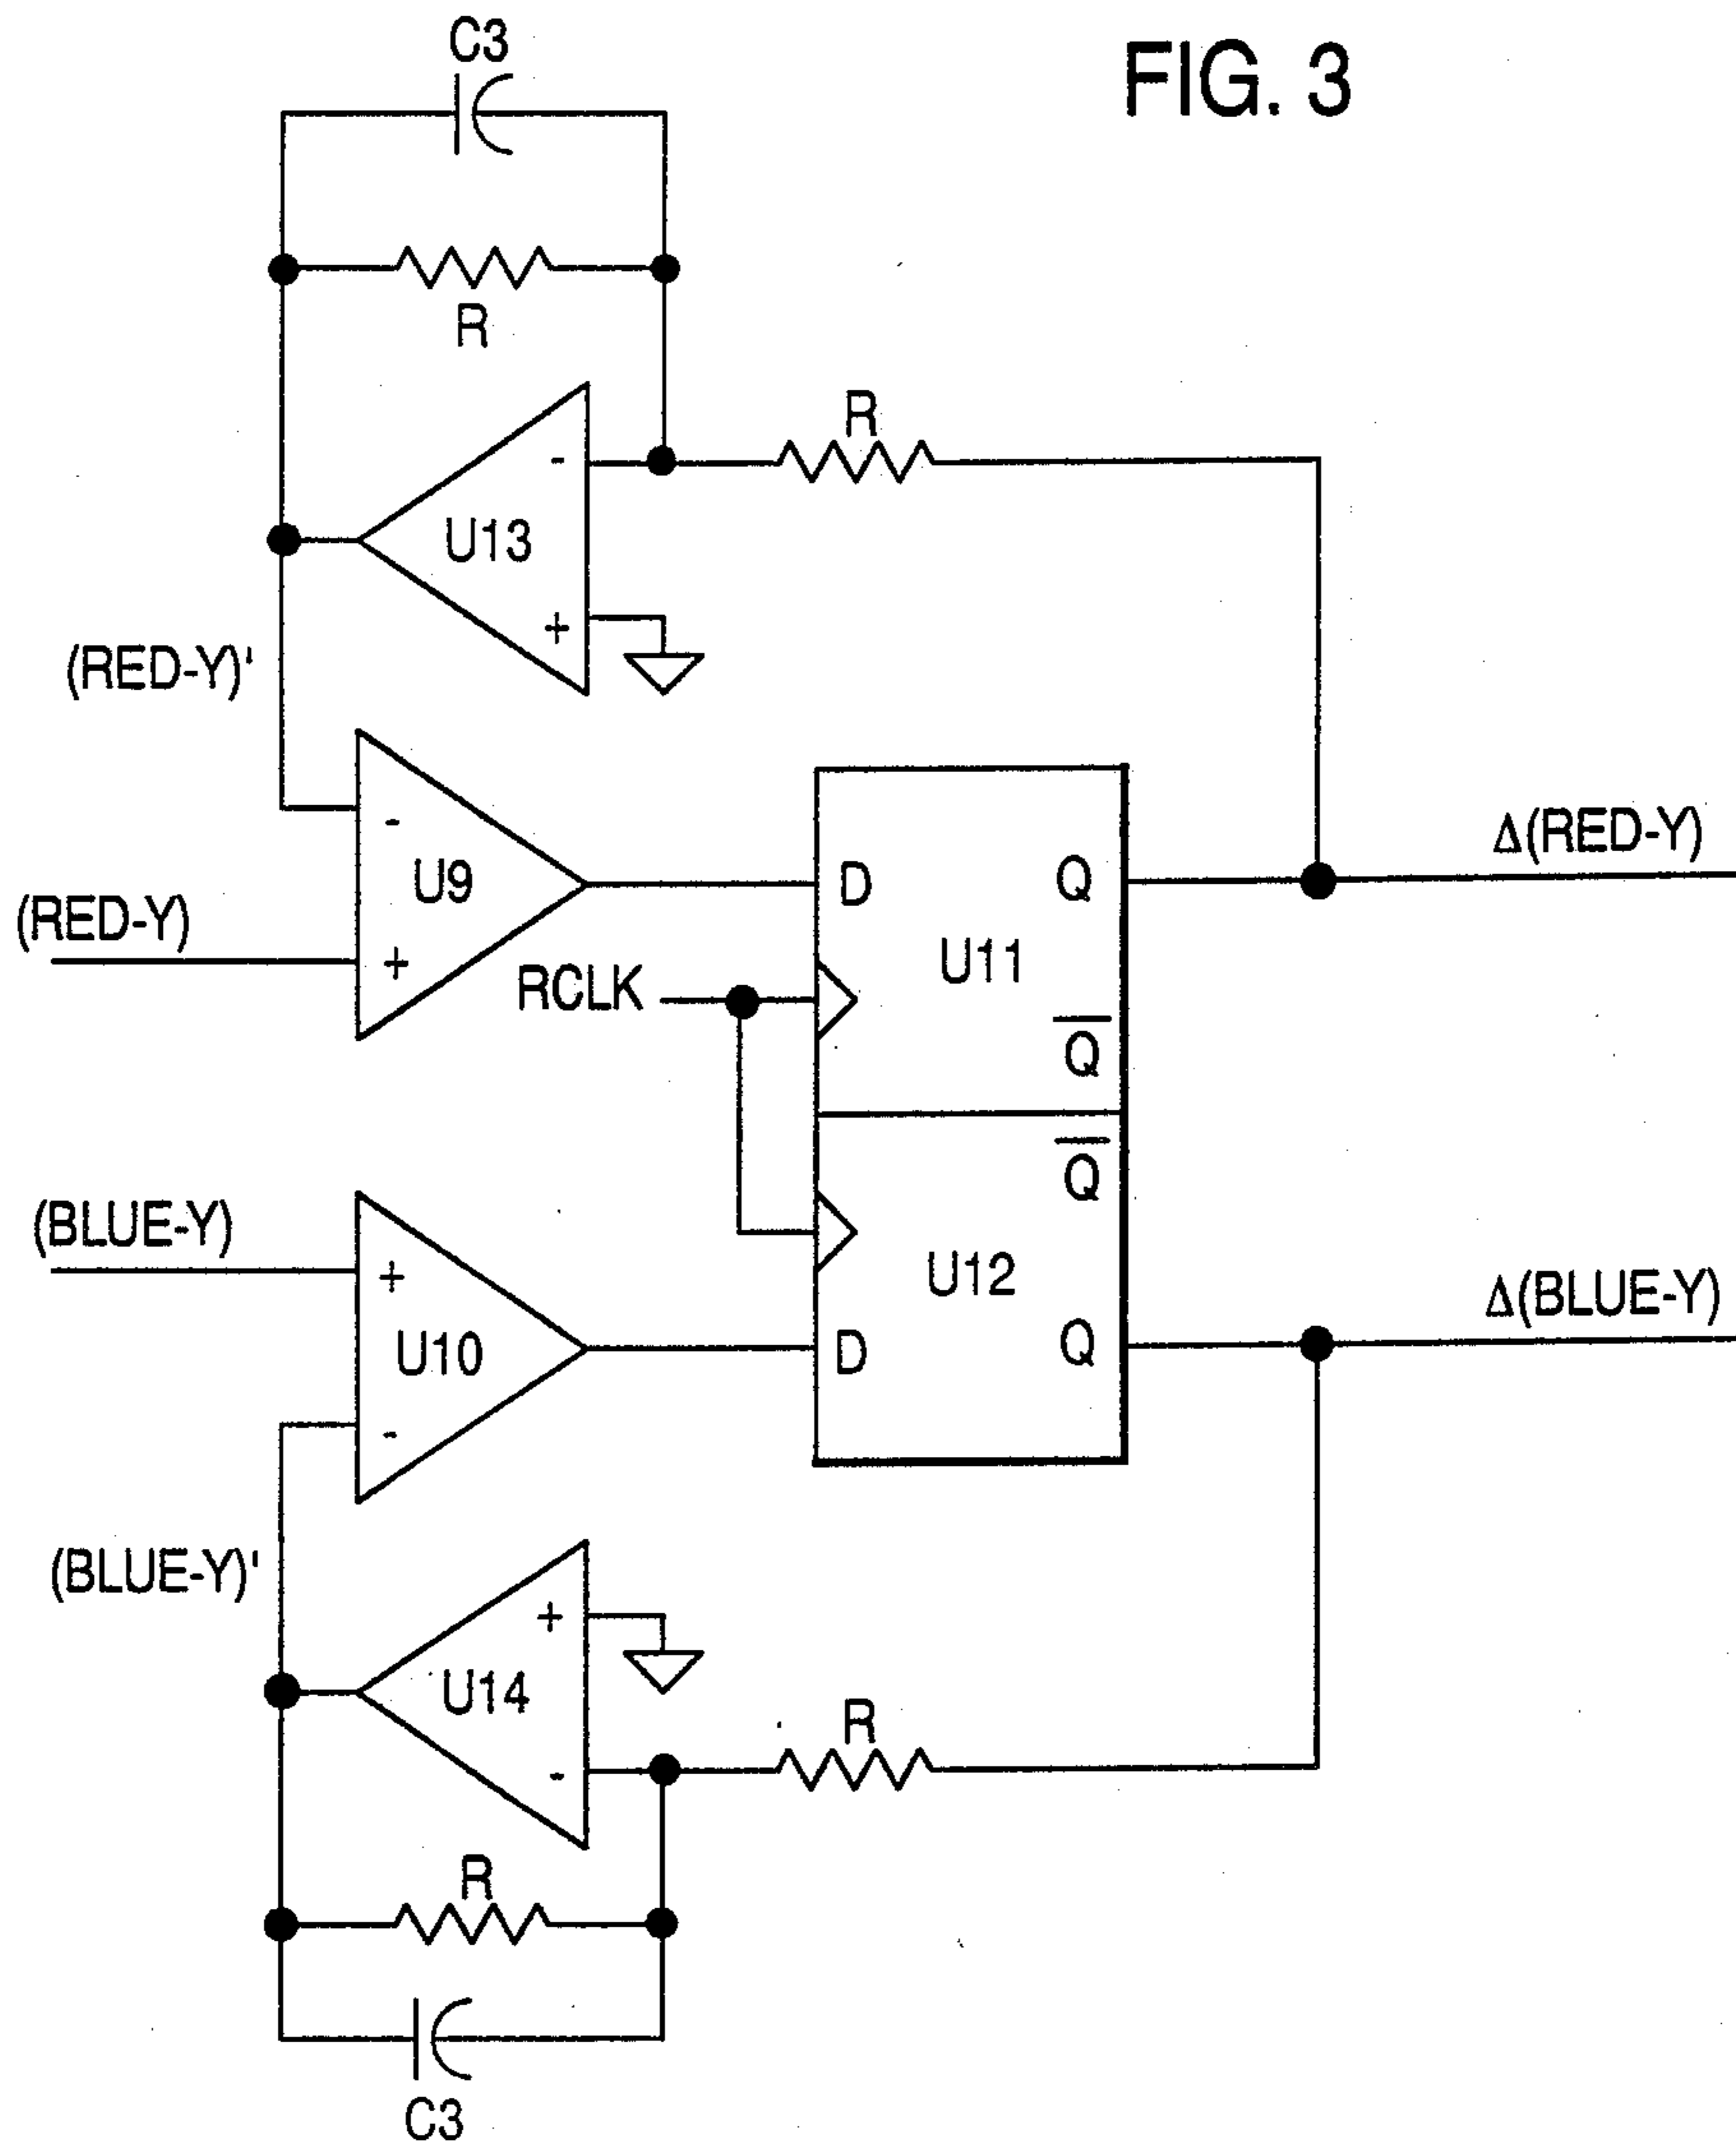 C3
FIG. 3
R
R
-
U13
+
(RED-Y)'
-
U9
(RED-Y)
+
D
Q
Δ(RED-Y)
U11
RCLK
Q̅
Q̅
(BLUE-Y)
+
U10
D
U12
Q
Δ(BLUE-Y)
-
(BLUE-Y)'
+
U14
R
-
R
C3